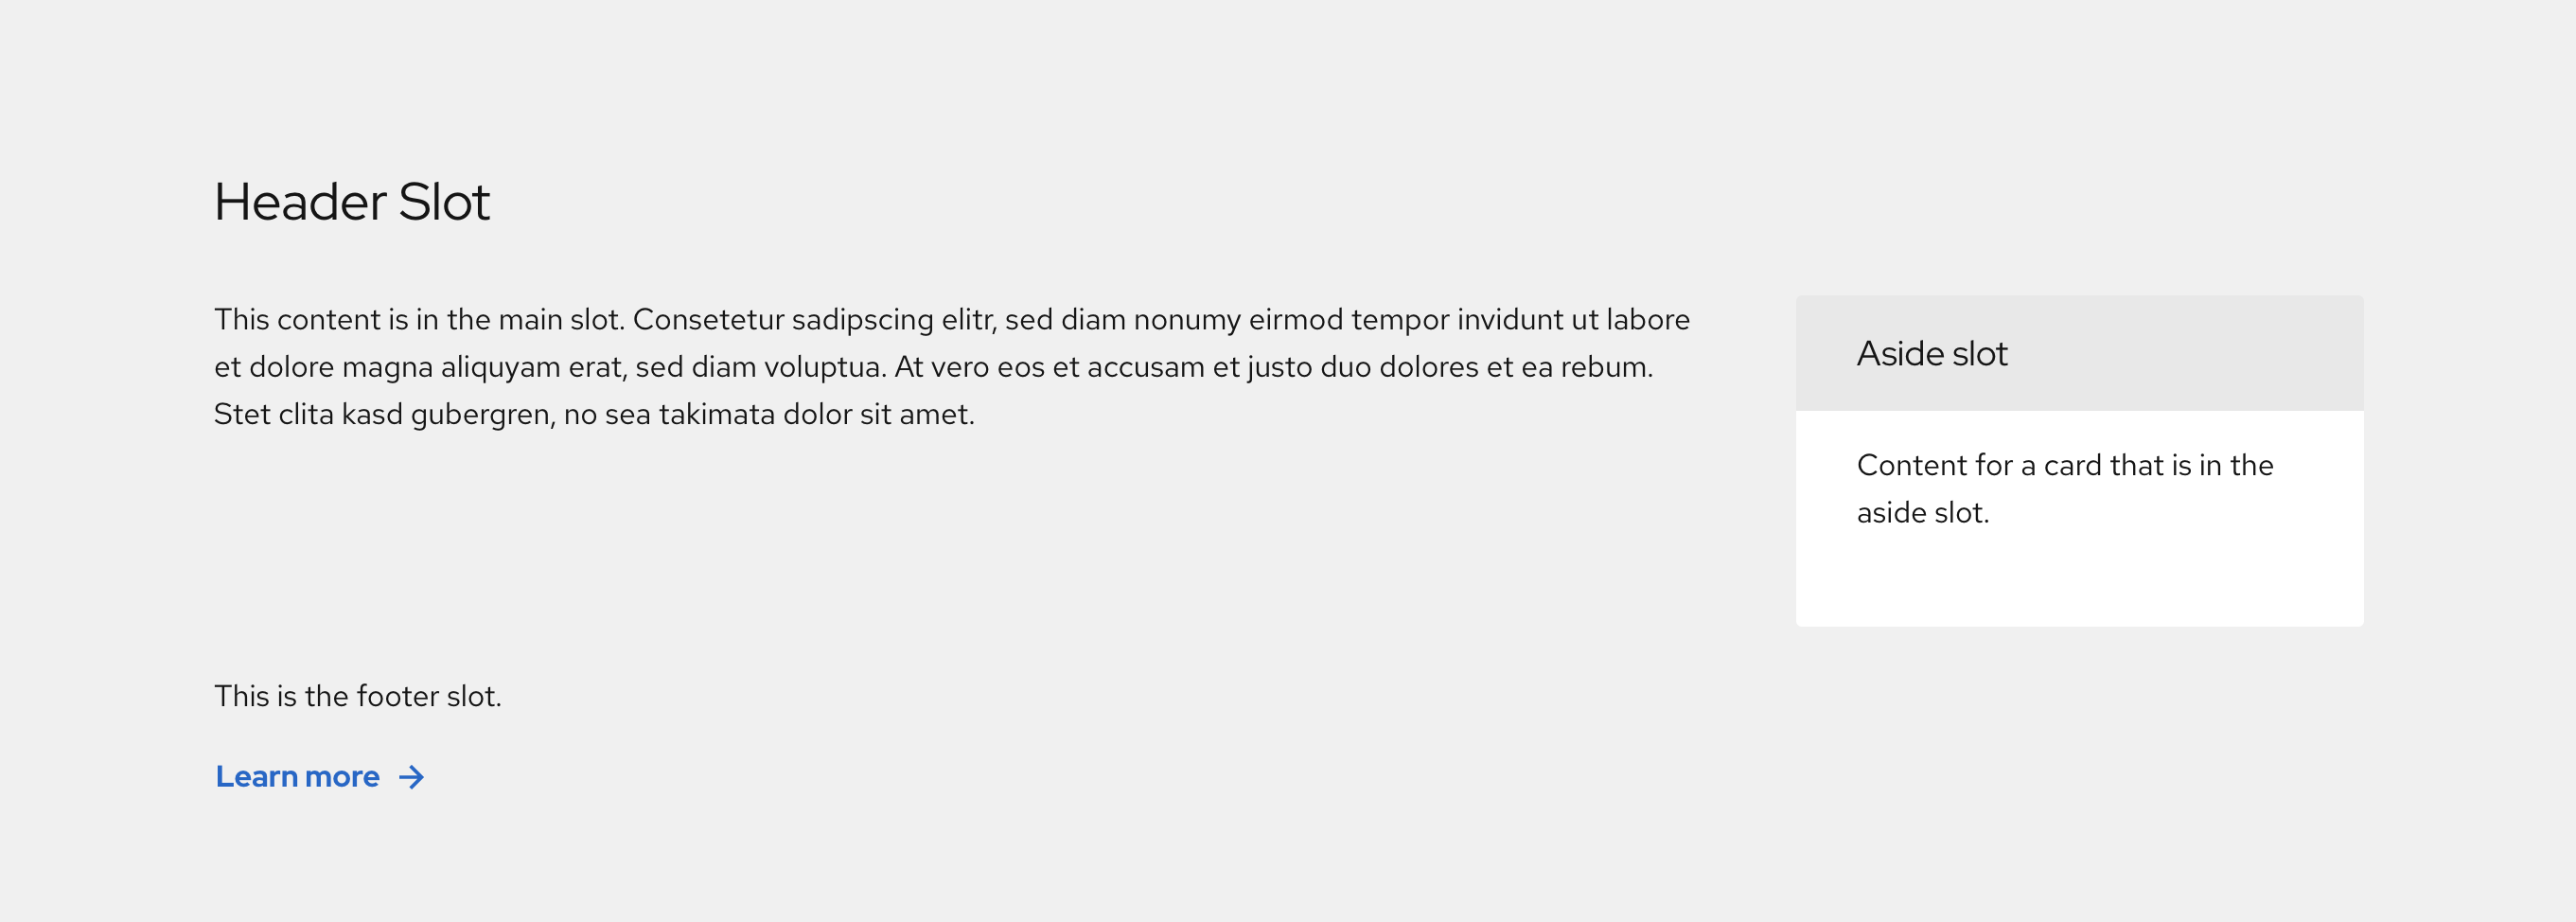 Header Slot
This content is in the main slot. Consetetur sadipscing elitr, sed diam nonumy eirmod tempor invidunt ut labore
et dolore magna aliquyam erat, sed diam voluptua. At vero eos et accusam et justo duo dolores et ea rebum.
Stet clita kasd gubergren, no sea takimata dolor sit amet.
Aside slot
Content for a card that is in the
aside slot.
This is the footer slot.
Learn more →